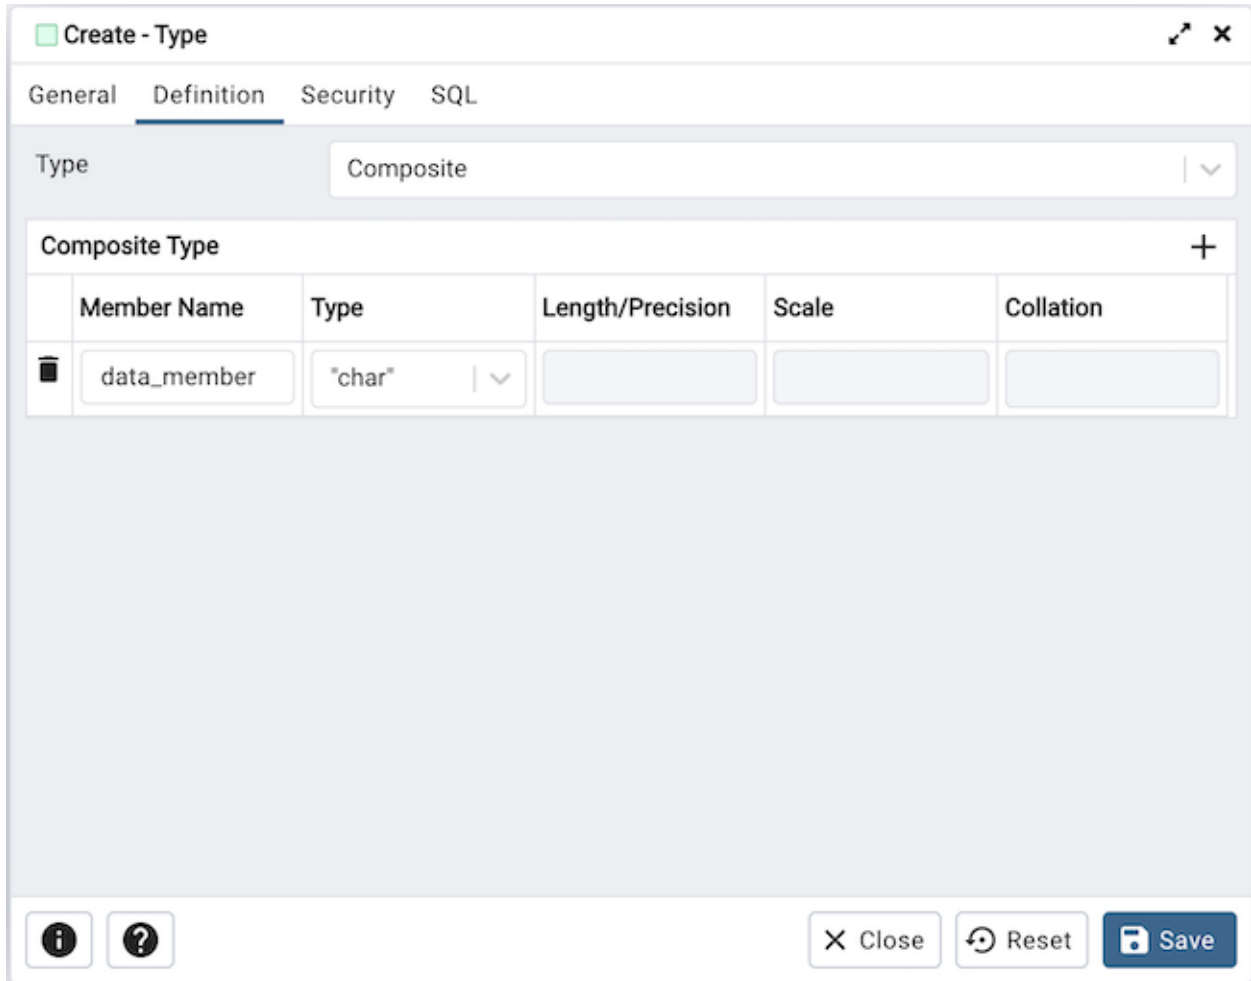 Create - Type
General Definition Security SQL
Type Composite
Composite Type
Member Name Type Length/Precision Scale Collation
data_member "char"
Close Reset Save